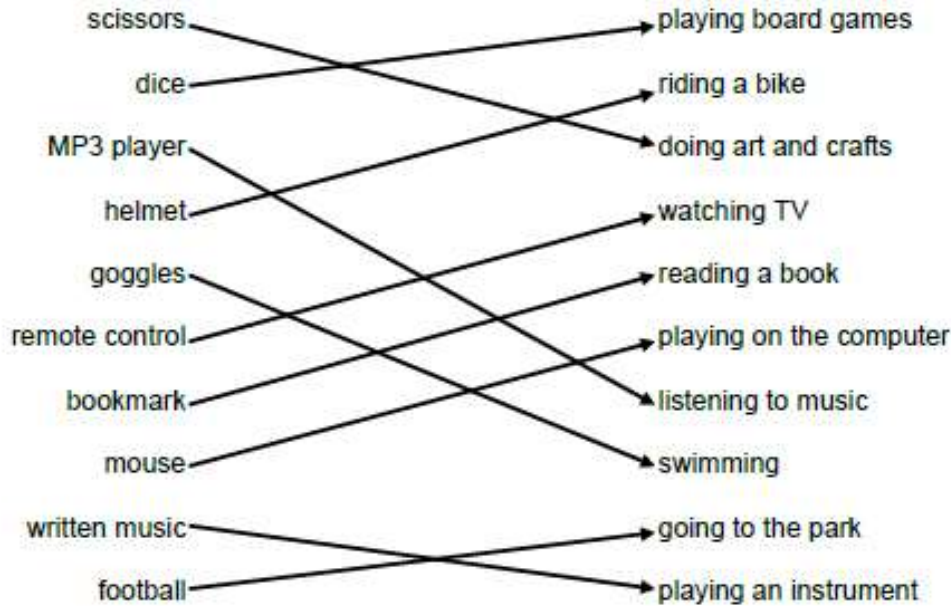 scissors playing board games
dice riding a bike
MP3 player doing art and crafts
helmet watching TV
goggles reading a book
remote control playing on the computer
bookmark listening to music
mouse swimming
written music going to the park
football playing an instrument